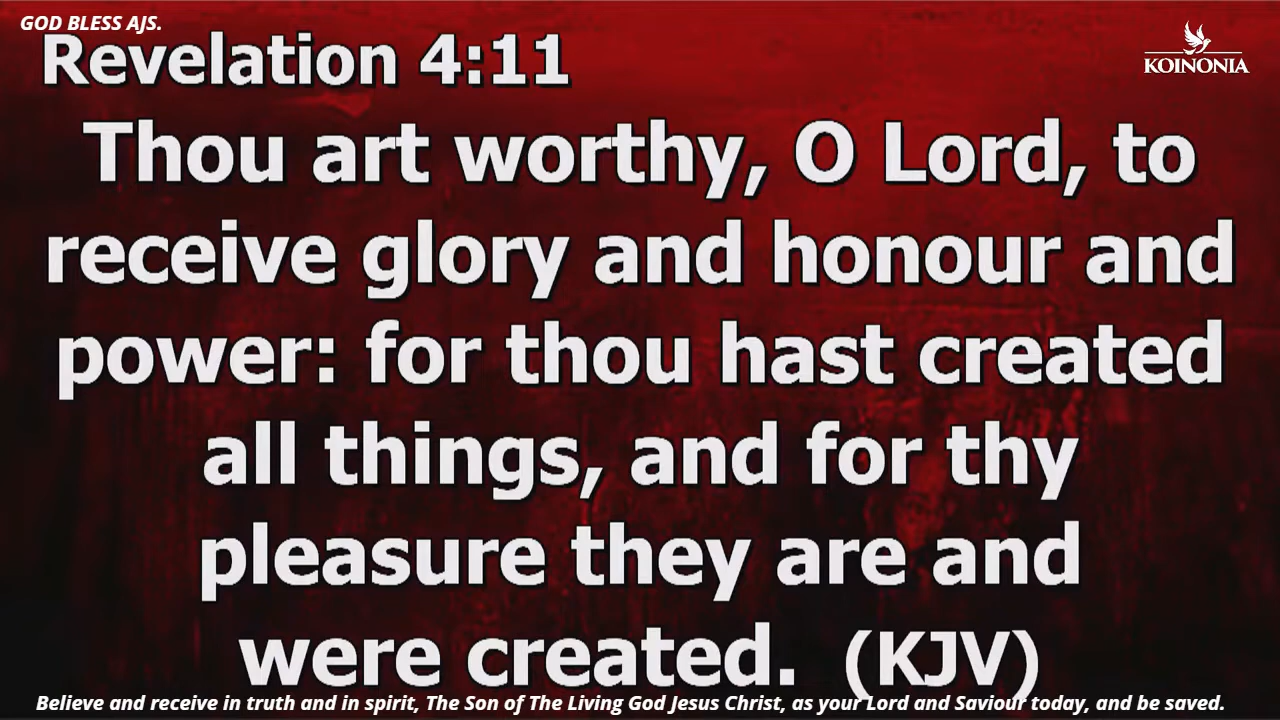 GOD BLESS AJS.
Revelation 4:11
KOINONIA
Thou art worthy, O Lord, to
receive glory and honour and
power: for thou hast created
all things, and for thy
pleasure they are and
were created. (KJV)
Believe and receive in truth and in spirit, The Son of The Living God Jesus Christ, as your Lord and Saviour today, and be saved.